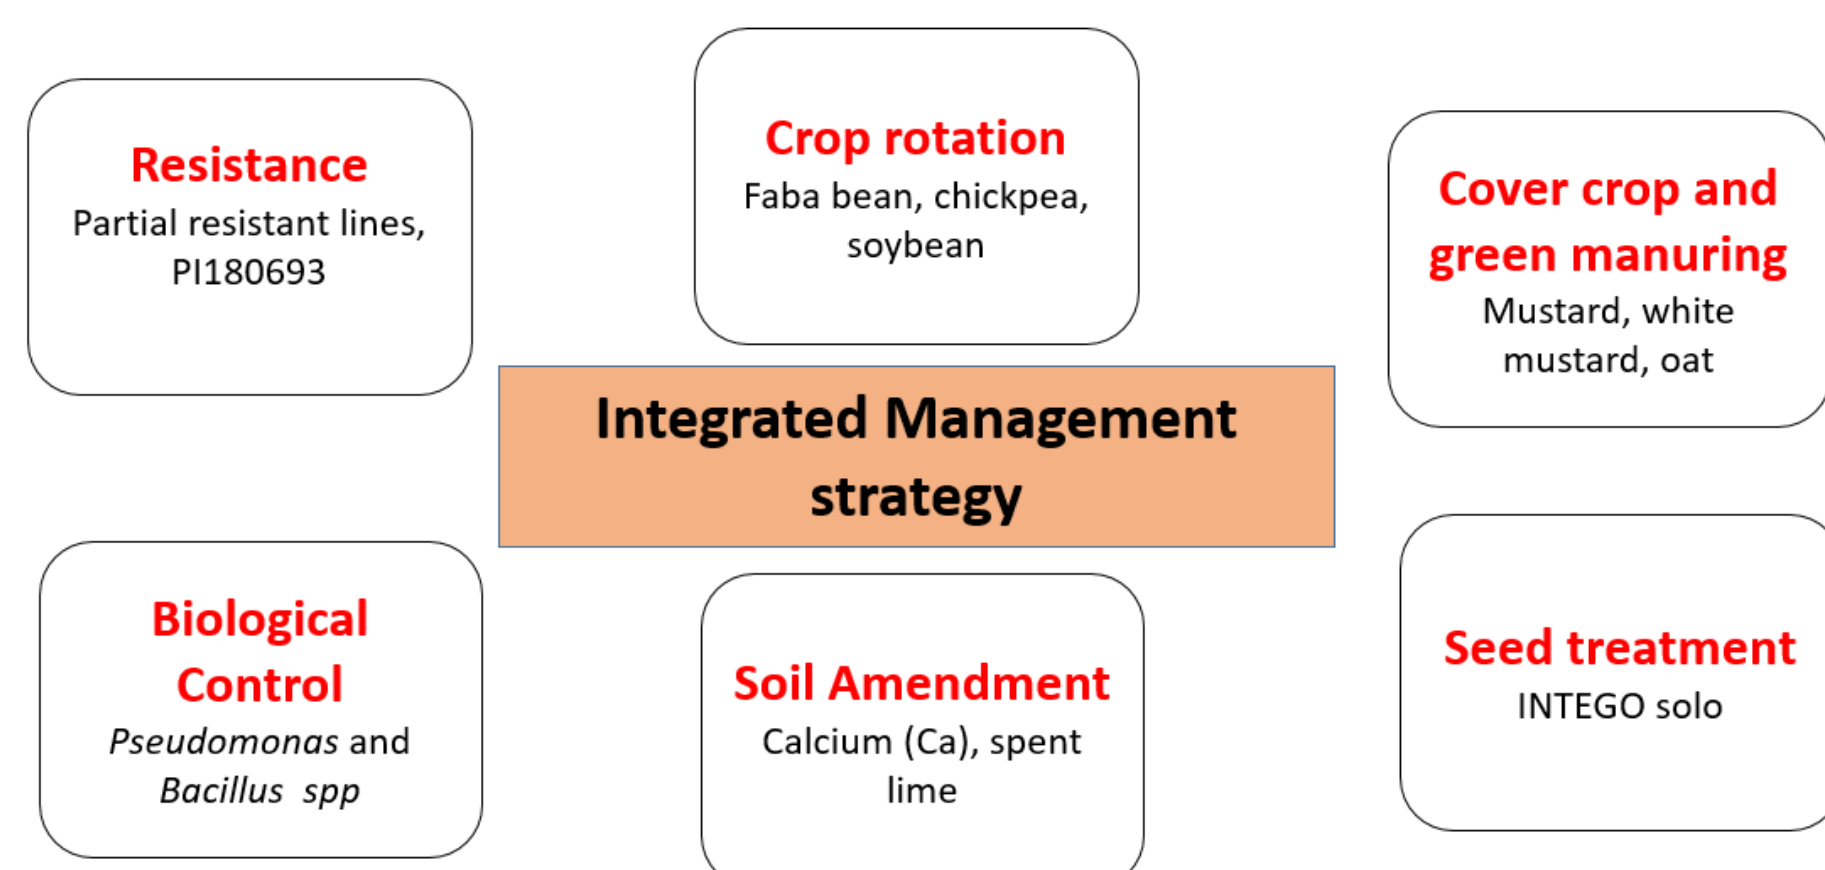 Resistance
Partial resistant lines,
PI180693
Crop rotation
Faba bean, chickpea,
soybean
Cover crop and
green manuring
Mustard, white
mustard, oat
Integrated Management
strategy
Biological
Control
Pseudomonas and
Bacillus  spp
Soil Amendment
Calcium (Ca), spent
lime
Seed treatment
INTEGO solo